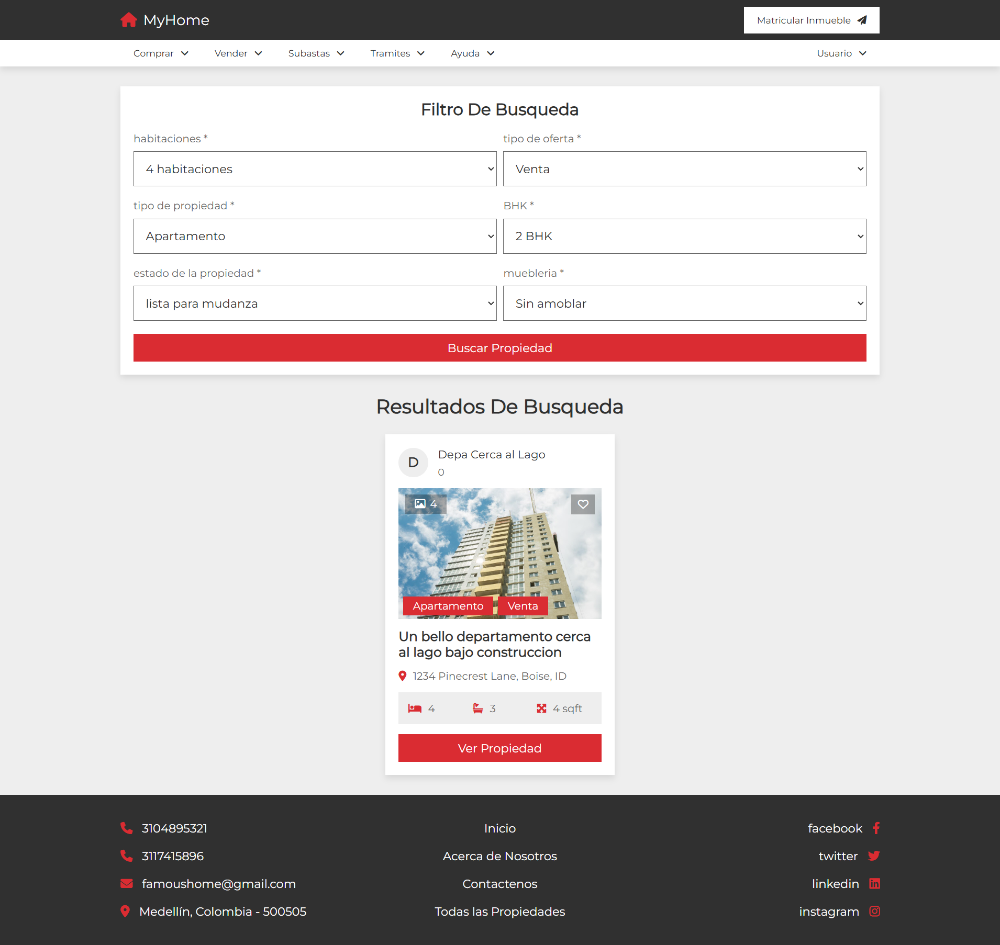 MyHome
Matricular Inmueble
Comprar
Vender
Subastas
Tramites
Ayuda
Usuario
Filtro De Busqueda
habitaciones *
tipo de oferta *
4 habitaciones
Venta
tipo de propiedad *
BHK *
Apartamento
2 BHK
estado de la propiedad *
muebleria *
lista para mudanza
Sin amoblar
Buscar Propiedad
Resultados De Busqueda
D
Depa Cerca al Lago
0
4
Apartamento
Venta
Un bello departamento cerca
al lago bajo construccion
1234 Pinecrest Lane, Boise, ID
4
3
4 sqft
Ver Propiedad
3104895321
3117415896
famoushome@gmail.com
Medellín, Colombia - 500505
Inicio
Acerca de Nosotros
Contactenos
Todas las Propiedades
facebook
twitter
linkedin
instagram